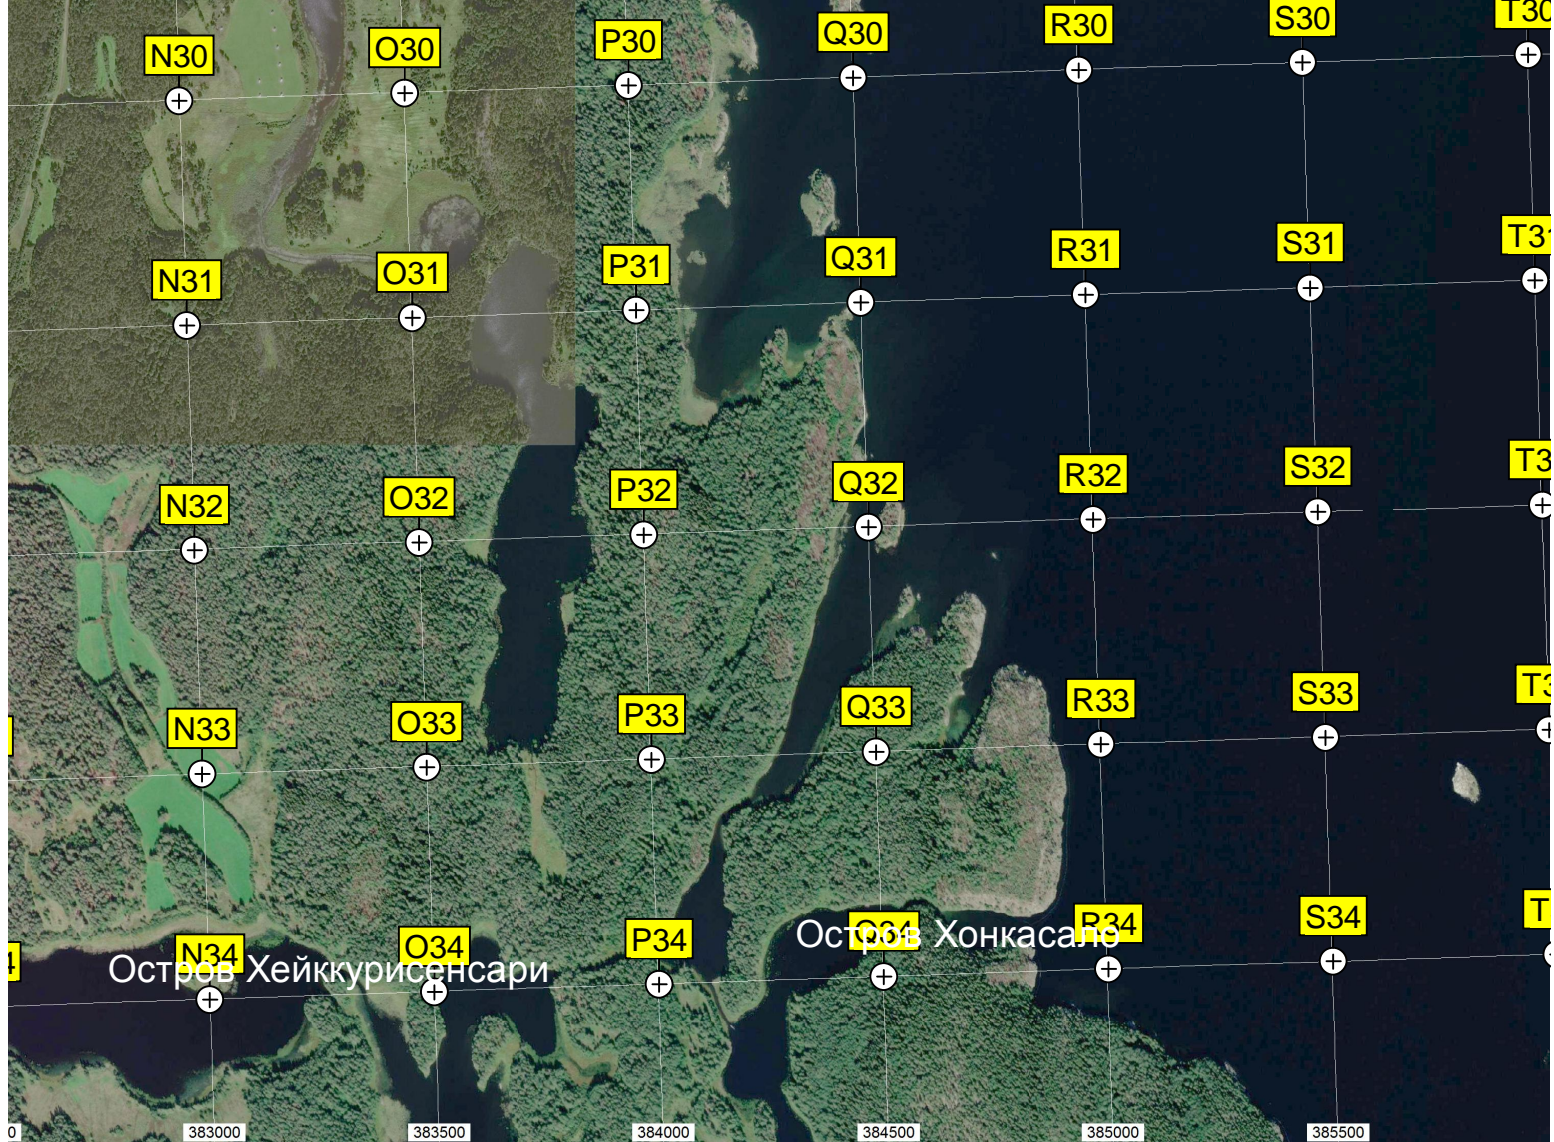 N30 O30 P30 Q30 R30 S30 T30
N31 O31 P31 Q31 R31 S31 T31
N32 O32 P32 Q32 R32 S32
N33 O33 P33 Q33 R33 S33
N34 O34 P34 Q34 R34 S34
Остров Хонкасало
Остров Хейккурисенсари
383000 383500 384000 384500 385000 385500